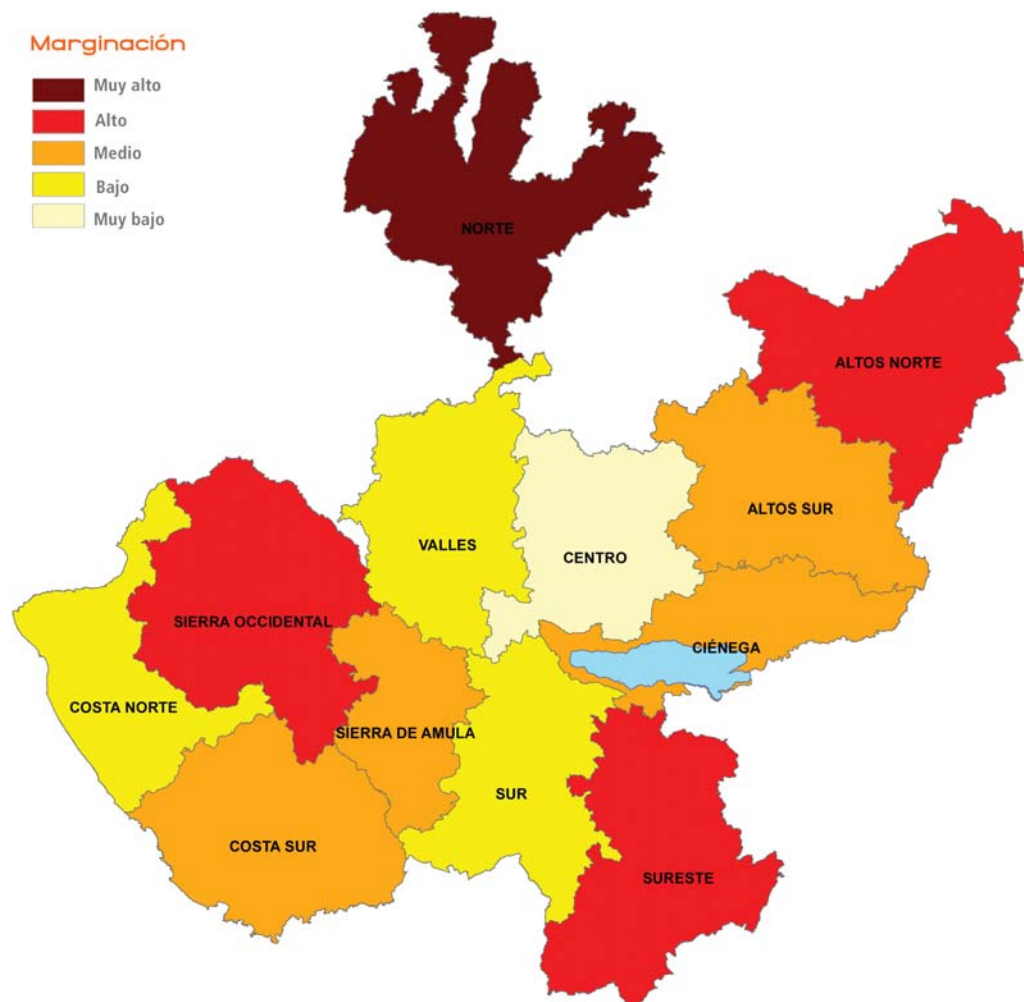 Marginación
Muy alto
Alto
Medio
Bajo
Muy bajo
NORTE
ALTOS NORTE
ALTOS SUR
VALLES
CENTRO
SIERRA OCCIDENTAL
CIÉNEGA
COSTA NORTE
SIERRA DE AMULA
SUR
COSTA SUR
SURESTE